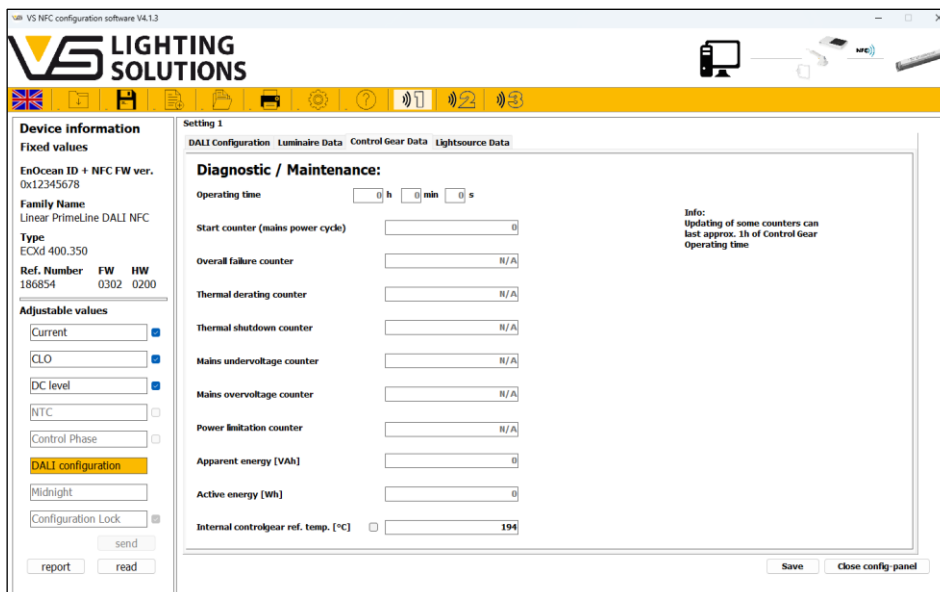 VS NFC configuration software V4.1.3
VS LIGHTING
SOLUTIONS
NFC
1 2 3
Device information
Fixed values
EnOcean ID + NFC FW ver.
0x12345678
Family Name
Linear PrimeLine DALI NFC
Type
ECXd 400.350
Ref. Number FW HW
186854 0302 0200
Adjustable values
Current
CLO
DC level
NTC
Control Phase
DALI configuration
Midnight
Configuration Lock
send
report read
Setting 1
DALI Configuration Luminaire Data Control Gear Data Lightsource Data
Diagnostic / Maintenance:
Operating time 0 h 0 min 0 s
Start counter (mains power cycle) 0
Overall failure counter N/A
Thermal derating counter N/A
Thermal shutdown counter N/A
Mains undervoltage counter N/A
Mains overvoltage counter N/A
Power limitation counter N/A
Apparent energy [VAh] 0
Active energy [Wh] 0
Internal controlgear ref. temp. [°C] 194
Info:
Updating of some counters can
last approx. 1h of Control Gear
Operating time
Save Close config-panel